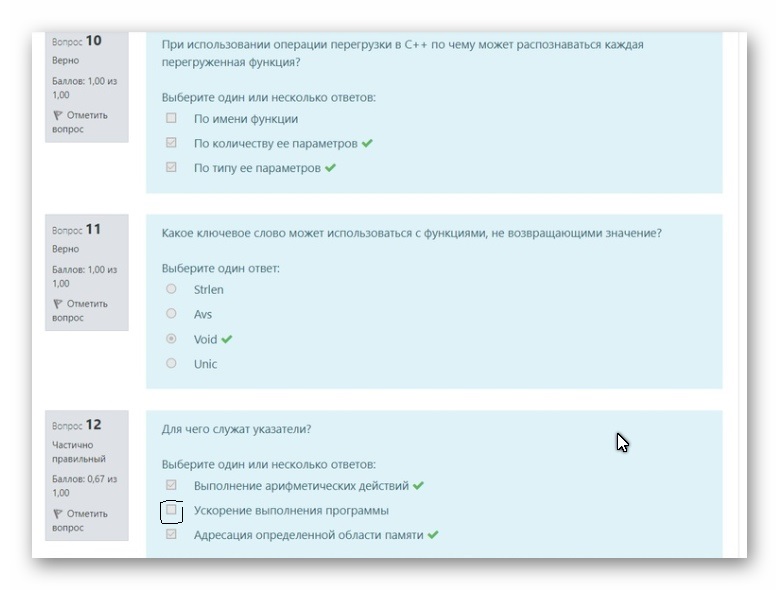 Вопрос 10
Верно
Баллов: 1,00 из
1,00
Отметить
вопрос
При использовании операции перегрузки в С++ по чему может распознаваться каждая
перегруженная функция?
Выберите один или несколько ответов:
По имени функции
По количеству ее параметров
По типу ее параметров
Вопрос 11
Верно
Баллов: 1,00 из
1,00
Отметить
вопрос
Какое ключевое слово может использоваться с функциями, не возвращающими значение?
Выберите один ответ:
Strlen
Avs
Void
Unic
Вопрос 12
Частично
правильный
Баллов: 0,67 из
1,00
Отметить
вопрос
Для чего служат указатели?
Выберите один или несколько ответов:
Выполнение арифметических действий
Ускорение выполнения программы
Адресация определенной области памяти